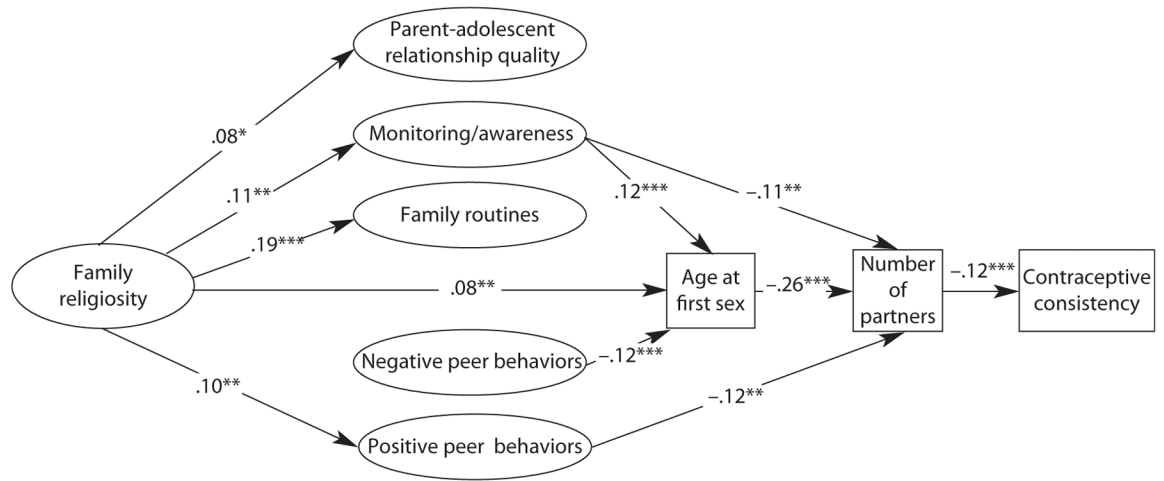 Parent-adolescent
relationship quality
.08*
Monitoring/awareness
.11**
.12***
–.11**
Family routines
.19***
Family
religiosity
.08**
Age at
first sex
–.26***
Number
of
partners
–.12***
Contraceptive
consistency
Negative peer behaviors
–.12***
.10**
–.12**
Positive peer behaviors